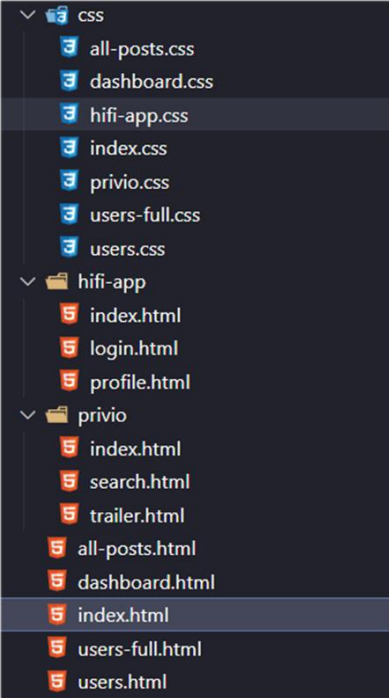 css
all-posts.css
dashboard.css
hifi-app.css
index.css
privio.css
users-full.css
users.css
hifi-app
index.html
login.html
profile.html
privio
index.html
search.html
trailer.html
all-posts.html
dashboard.html
index.html
users-full.html
users.html